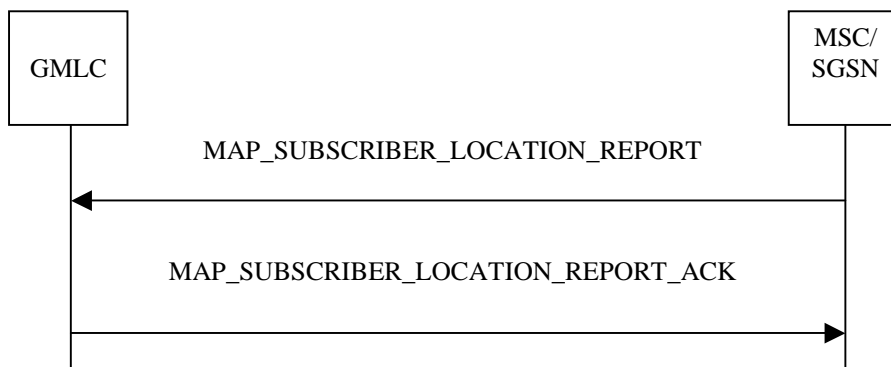 GMLC
MSC/
SGSN
MAP_SUBSCRIBER_LOCATION_REPORT
MAP_SUBSCRIBER_LOCATION_REPORT_ACK